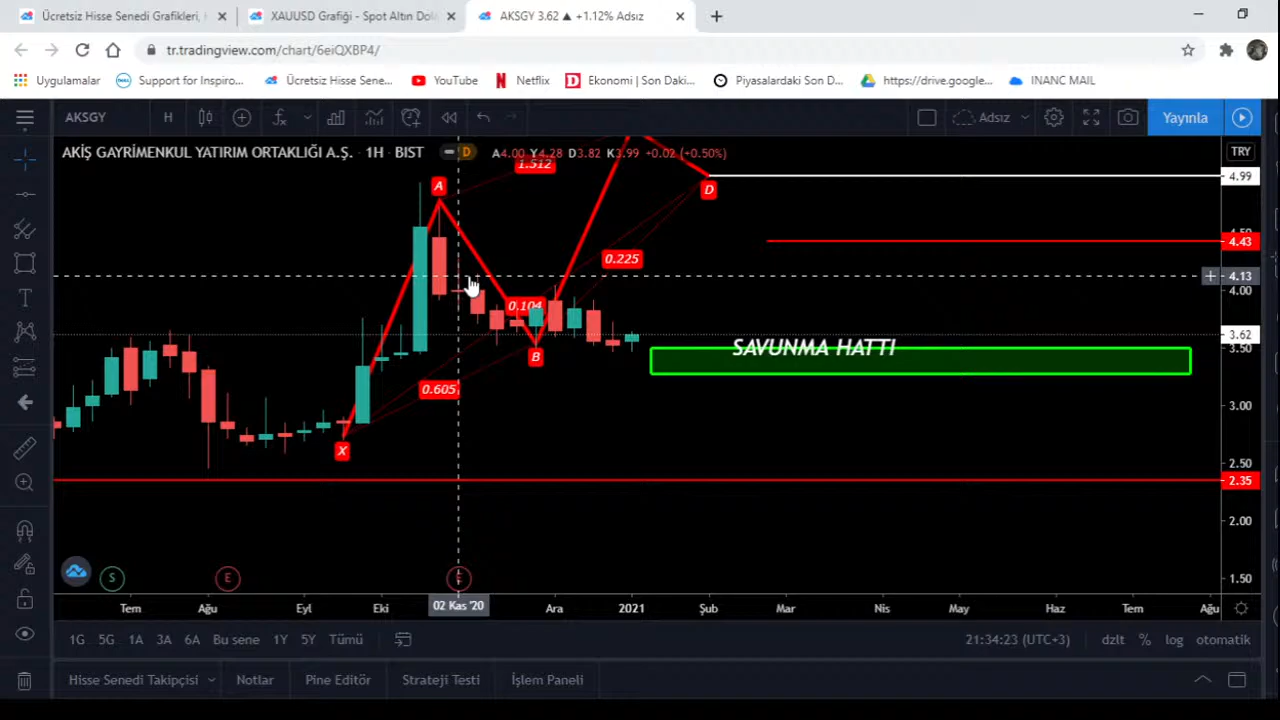 Ücretsiz Hisse Senedi Grafikleri,
XAUUSD Grafiği - Spot Altın Dol
AKSGY 3.62 ▲ +1.12% Adsız
tr.tradingview.com/chart/6eiQXBP4/
Uygulamalar
Support for Inspiro...
Ücretsiz Hisse Sene...
YouTube
Netflix
Ekonomi | Son Daki...
Piyasalardaki Son D...
https://drive.google...
INANC MAIL
AKSGY
H
Adsız
Yayınla
AKİŞ GAYRİMENKUL YATIRIM ORTAKLIĞI A.Ş. · 1H · BIST
D
A4.00 Y4.28 D3.82 K3.99 +0.02 (+0.50%)
TRY
1.512
4.99
A
D
4.43
0.225
4.13
4.00
0.104
3.62
3.50
SAVUNMA HATTI
B
0.605
3.00
X
2.50
2.35
2.00
S
E
1.50
Tem
Ağu
Eyl
Eki
02 Kas '20
Ara
2021
Şub
Mar
Nis
May
Haz
Tem
Ağu
1G
5G
1A
3A
6A
Bu sene
1Y
5Y
Tümü
21:34:23 (UTC+3)
dzlt
%
log
otomatik
Hisse Senedi Takipçisi
Notlar
Pine Editör
Strateji Testi
İşlem Paneli